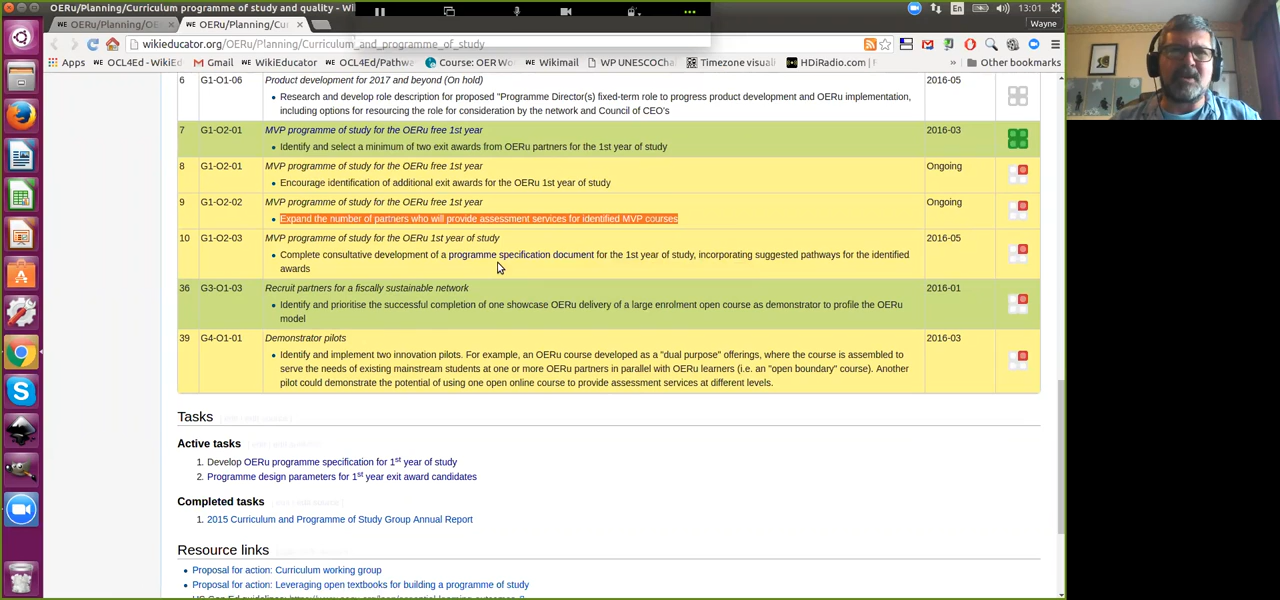 OERu/Planning/Curriculum programme of study and quality - Wi
En
13:01
WE OERu/Planning/Curriculum
WE OERu/Planning/Cur
Wayne
wikieducator.org/OERu/Planning/Curriculum_and_programme_of_study
Apps
WE OCL4Ed - WikiEd
Gmail
WE WikiEducator
WE OCL4Ed/Pathw
Course: OER Wo
Wikimail
WP UNESCOCha
Timezone visuali
HDiRadio.com | F
»
Other bookmarks
6 G1-O1-06 Product development for 2017 and beyond (On hold) 2016-05
• Research and develop role description for proposed "Programme Director(s) fixed-term role to progress product development and OERu implementation,
including options for resourcing the role for consideration by the network and Council of CEO's
7 G1-O2-01 MVP programme of study for the OERu free 1st year 2016-03
• Identify and select a minimum of two exit awards from OERu partners for the 1st year of study
8 G1-O2-01 MVP programme of study for the OERu free 1st year Ongoing
• Encourage identification of additional exit awards for the OERu 1st year of study
9 G1-O2-02 MVP programme of study for the OERu free 1st year Ongoing
• Expand the number of partners who will provide assessment services for identified MVP courses
10 G1-O2-03 MVP programme of study for the OERu 1st year of study 2016-05
• Complete consultative development of a programme specification document for the 1st year of study, incorporating suggested pathways for the identified
awards
36 G3-O1-03 Recruit partners for a fiscally sustainable network 2016-01
• Identify and prioritise the successful completion of one showcase OERu delivery of a large enrolment open course as demonstrator to profile the OERu
model
39 G4-O1-01 Demonstrator pilots 2016-03
• Identify and implement two innovation pilots. For example, an OERu course developed as a "dual purpose" offerings, where the course is assembled to
serve the needs of existing mainstream students at one or more OERu partners in parallel with OERu learners (i.e. an "open boundary" course). Another
pilot could demonstrate the potential of using one open online course to provide assessment services at different levels.
Tasks
Active tasks
1. Develop OERu programme specification for 1st year of study
2. Programme design parameters for 1st year exit award candidates
Completed tasks
1. 2015 Curriculum and Programme of Study Group Annual Report
Resource links
• Proposal for action: Curriculum working group
• Proposal for action: Leveraging open textbooks for building a programme of study